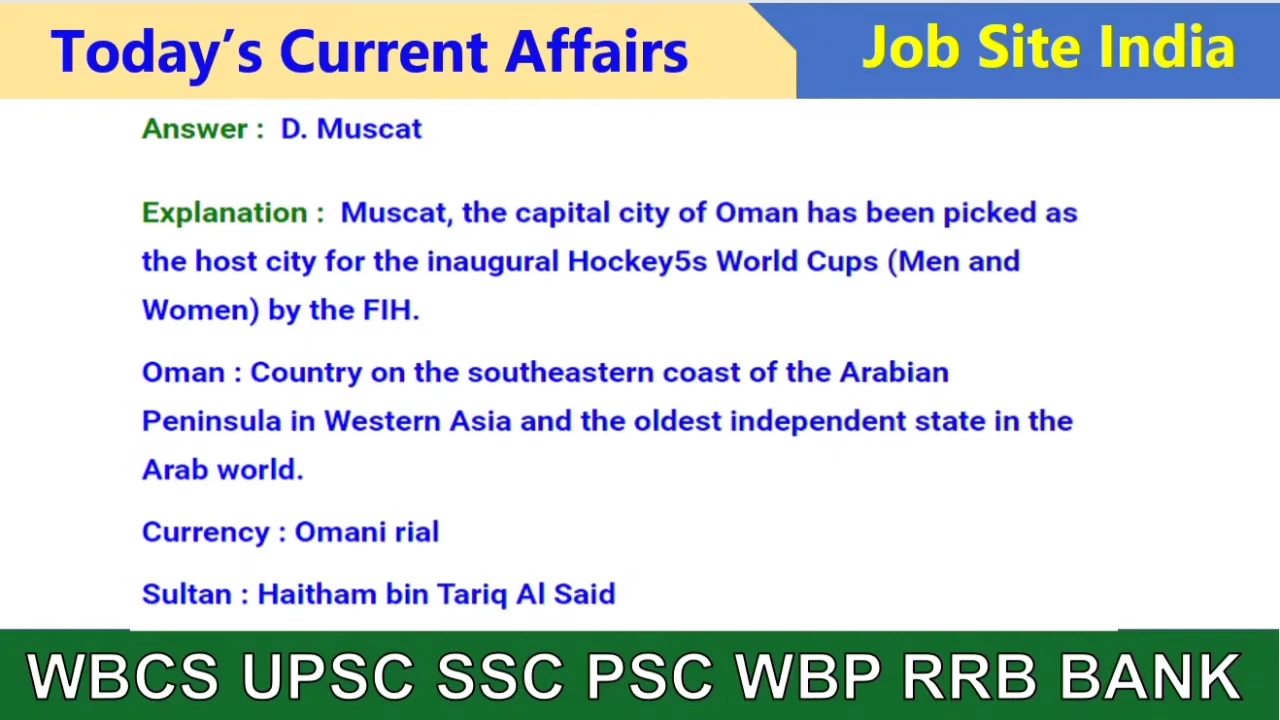 Today’s Current Affairs
Job Site India
Answer : D. Muscat
Explanation : Muscat, the capital city of Oman has been picked as
the host city for the inaugural Hockey5s World Cups (Men and
Women) by the FIH.
Oman : Country on the southeastern coast of the Arabian
Peninsula in Western Asia and the oldest independent state in the
Arab world.
Currency : Omani rial
Sultan : Haitham bin Tariq Al Said
WBCS UPSC SSC PSC WBP RRB BANK